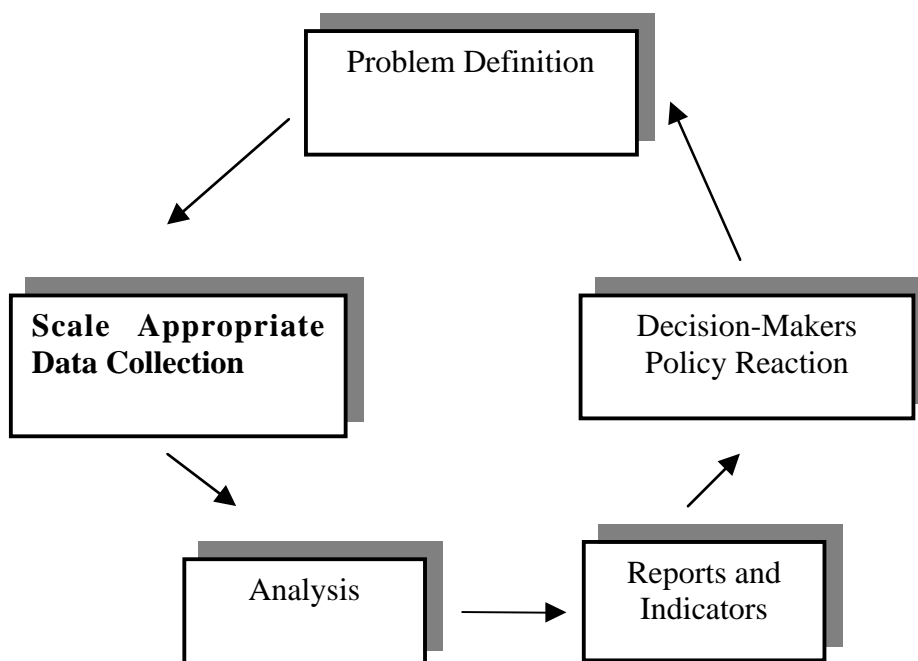 Problem Definition
Scale Appropriate
Data Collection
Decision-Makers
Policy Reaction
Analysis
Reports and
Indicators